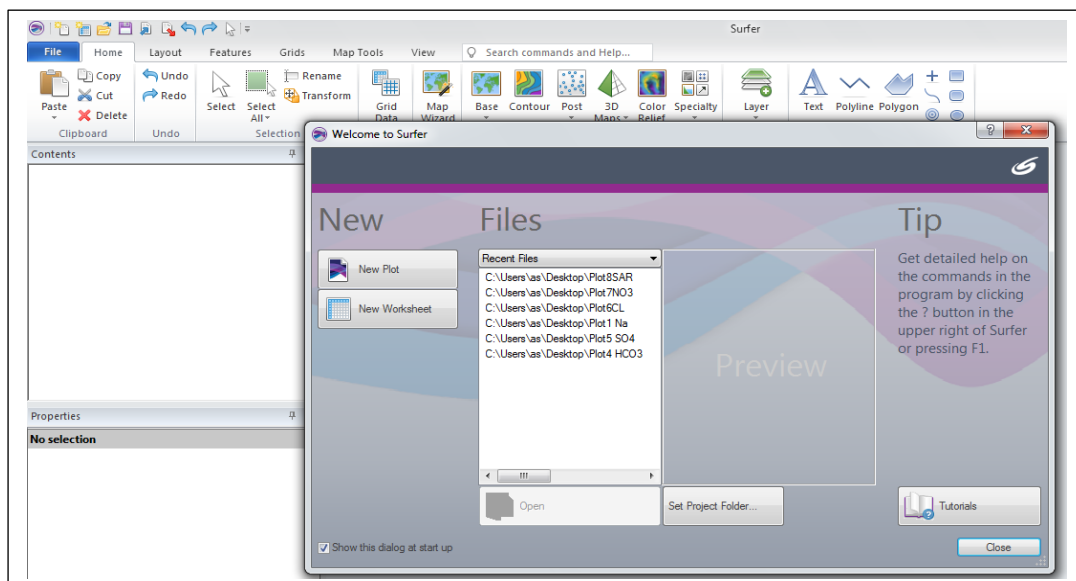 Surfer
File Home Layout Features Grids Map Tools View Search commands and Help...
Copy Undo Rename
Cut Redo Transform
Paste Delete Select Select All Grid Data Map Wizard Base Contour Post 3D Maps Color Relief Specialty Layer Text Polyline Polygon
Clipboard Undo Selection
Contents
Welcome to Surfer
New
New Plot
New Worksheet
Files
Recent Files
C:\Users\as\Desktop\Plot8SAR
C:\Users\as\Desktop\Plot7NO3
C:\Users\as\Desktop\Plot6CL
C:\Users\as\Desktop\Plot1 Na
C:\Users\as\Desktop\Plot5 SO4
C:\Users\as\Desktop\Plot4 HCO3
Preview
Open
Set Project Folder...
Tip
Get detailed help on
the commands in the
program by clicking
the ? button in the
upper right of Surfer
or pressing F1.
Tutorials
Show this dialog at start up
Close
Properties
No selection